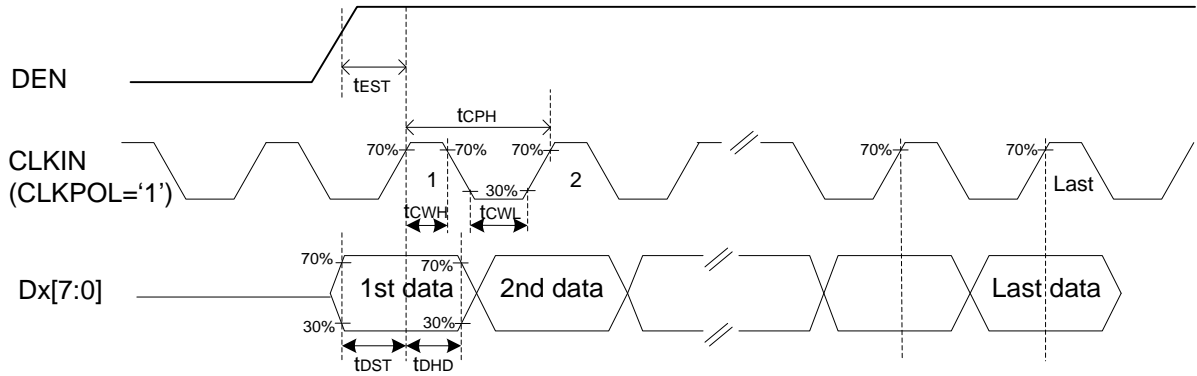 DEN
tEST
tCPH
CLKIN
(CLKPOL=‘1’)
70% 70% 70% 70% 70%
1 30% 2 Last
tCWH tCWL
70% 70%
Dx[7:0] 1st data 2nd data Last data
30% 30%
tDST tDHD